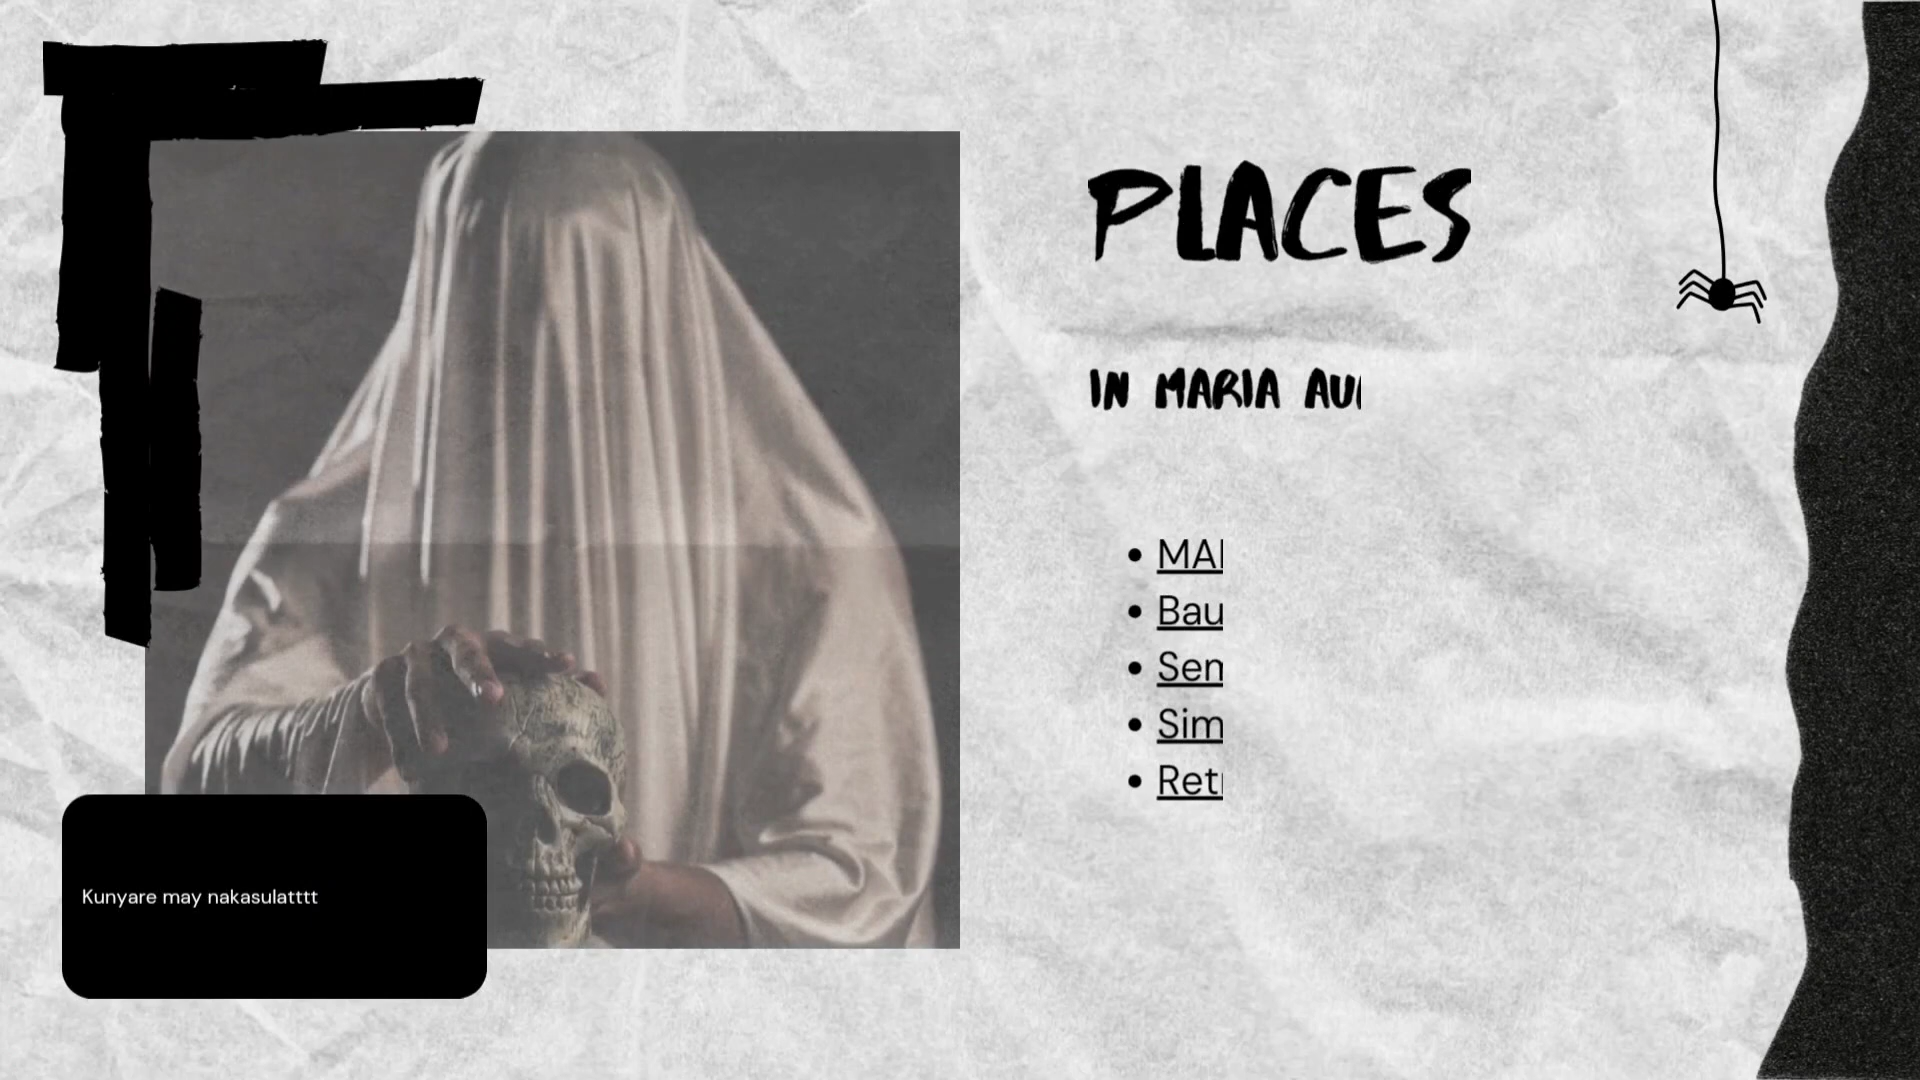 PLACES
IN MARIA AU
MA
Bau
Sen
Sim
Ret
Kunyare may nakasulatttt